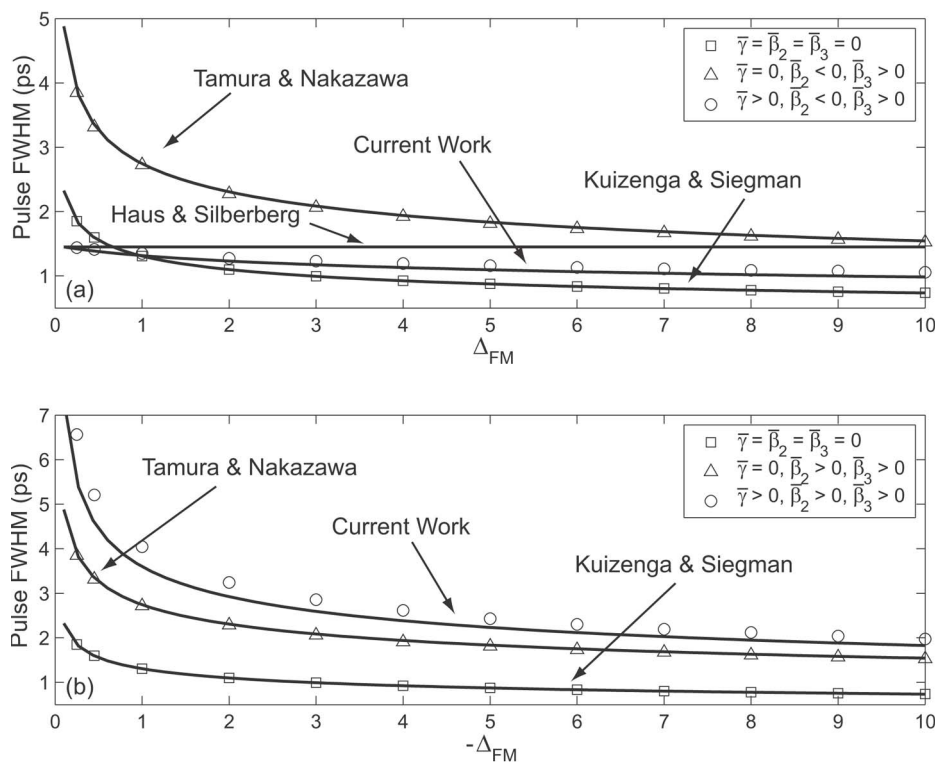 5
4
3
2
1
Pulse FWHM (ps)
γ̅ = β̅₂ = β̅₃ = 0
γ̅ = 0, β̅₂ < 0, β̅₃ > 0
γ̅ > 0, β̅₂ < 0, β̅₃ > 0
Tamura & Nakazawa
Current Work
Kuizenga & Siegman
Haus & Silberberg
(a)
0 1 2 3 4 5 6 7 8 9 10
Δ_FM
7
6
5
4
3
2
1
Pulse FWHM (ps)
γ̅ = β̅₂ = β̅₃ = 0
γ̅ = 0, β̅₂ > 0, β̅₃ > 0
γ̅ > 0, β̅₂ > 0, β̅₃ > 0
Tamura & Nakazawa
Current Work
Kuizenga & Siegman
(b)
0 1 2 3 4 5 6 7 8 9 10
-Δ_FM